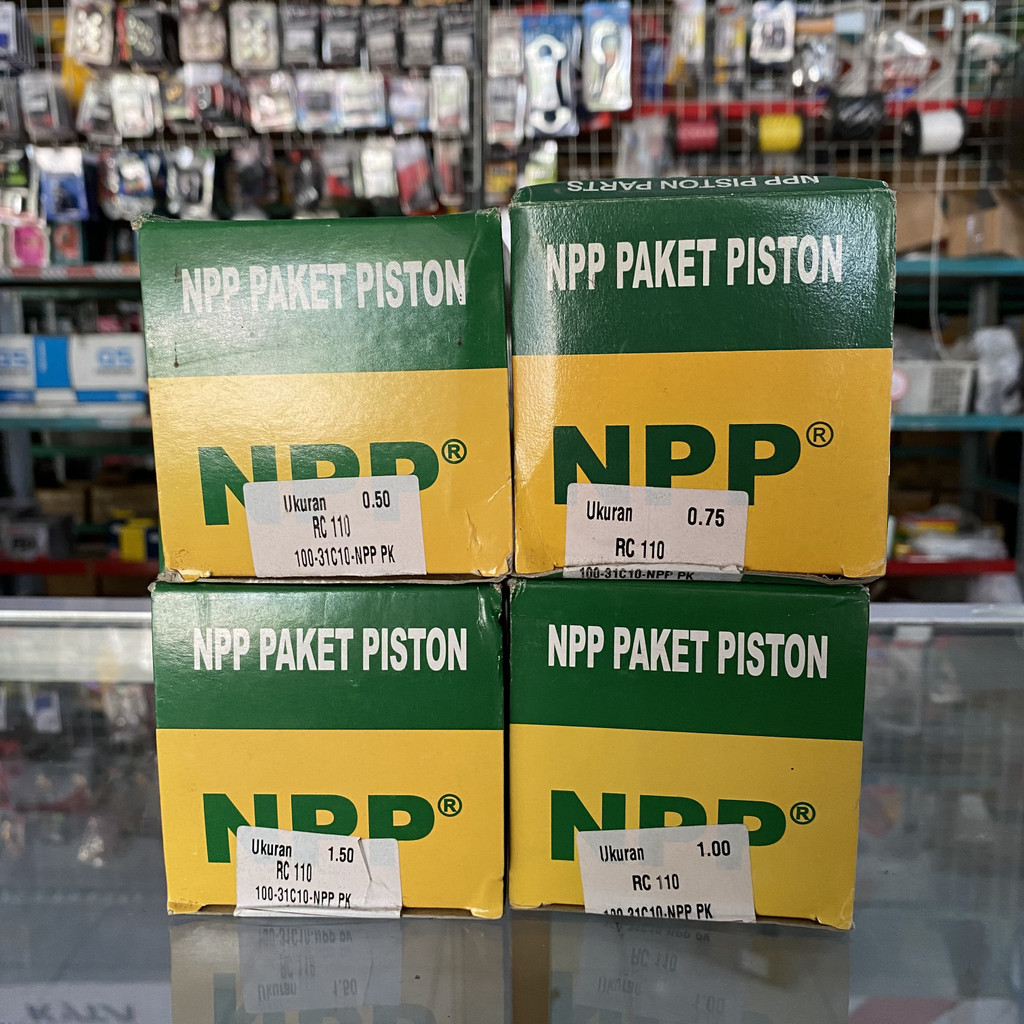 NPP PISTON PARTS
NPP PAKET PISTON
NPP®
Ukuran 0.50
RC 110
100-31C10-NPP PK
NPP PAKET PISTON
NPP®
Ukuran 0.75
RC 110
100-31C10-NPP PK
NPP PAKET PISTON
NPP®
Ukuran 1.50
RC 110
100-31C10-NPP PK
NPP PAKET PISTON
NPP®
Ukuran 1.00
RC 110
100-31C10-NPP PK
GS
GS